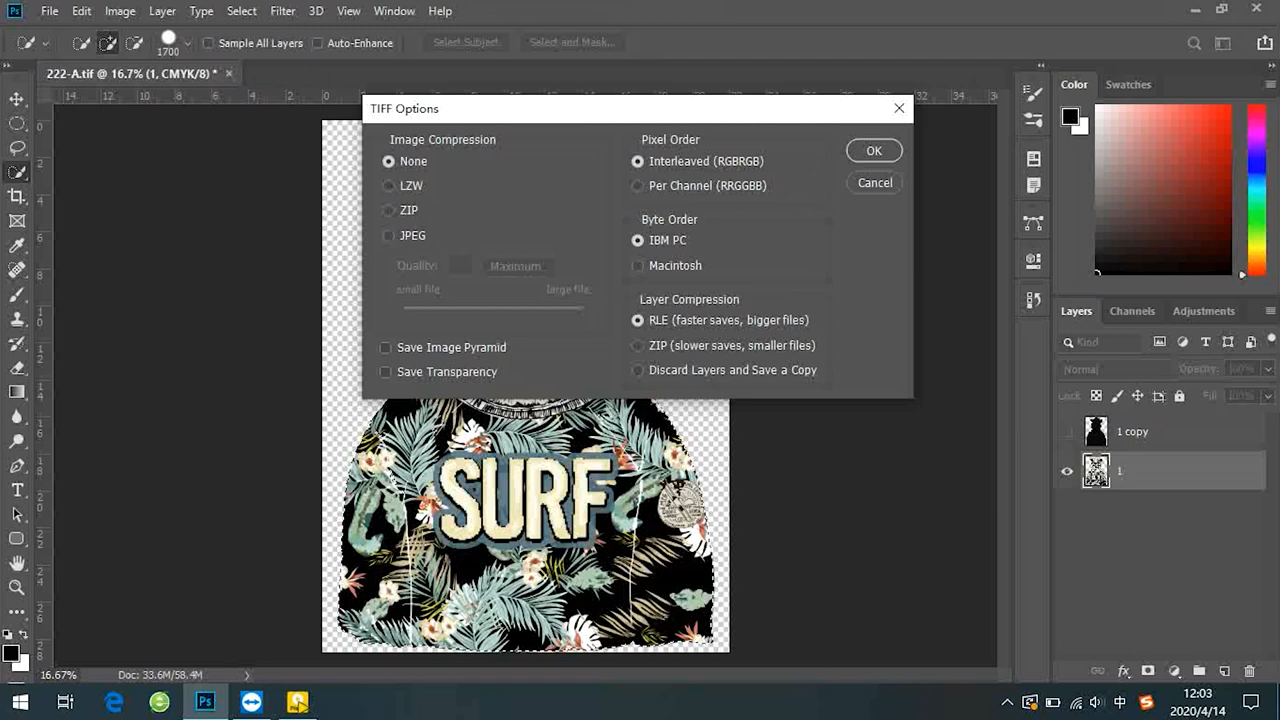 Ps File Edit Image Layer Type Select Filter 3D View Window Help
1700 Sample All Layers Auto-Enhance Select Subject Select and Mask...
222-A.tif @ 16.7% (1, CMYK/8) * ×
TIFF Options
Image Compression
None
LZW
ZIP
JPEG
Quality: Maximum
small file large file
Save Image Pyramid
Save Transparency
Pixel Order
Interleaved (RGBRGB)
Per Channel (RRGGBB)
Byte Order
IBM PC
Macintosh
Layer Compression
RLE (faster saves, bigger files)
ZIP (slower saves, smaller files)
Discard Layers and Save a Copy
OK
Cancel
SURF
Color Swatches
Layers Channels Adjustments
Kind
Normal Opacity: 100%
Lock: Fill: 100%
1 copy
1
16.67% Doc: 33.6M/58.4M
中
12:03
2020/4/14